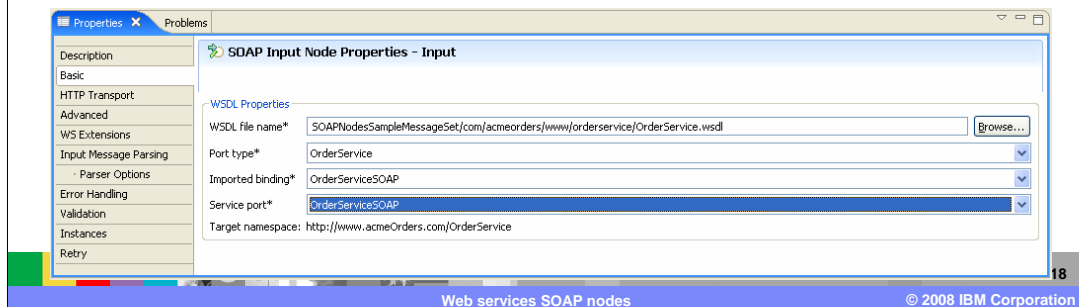 Properties Problems
SOAP Input Node Properties - Input
Description
Basic
HTTP Transport
Advanced
WS Extensions
Input Message Parsing
- Parser Options
Error Handling
Validation
Instances
Retry
WSDL Properties
WSDL file name* SOAPNodesSampleMessageSet/com/acmeorders/www/orderservice/OrderService.wsdl Browse...
Port type* OrderService
Imported binding* OrderServiceSOAP
Service port* OrderServiceSOAP
Target namespace: http://www.acmeOrders.com/OrderService
18
Web services SOAP nodes © 2008 IBM Corporation